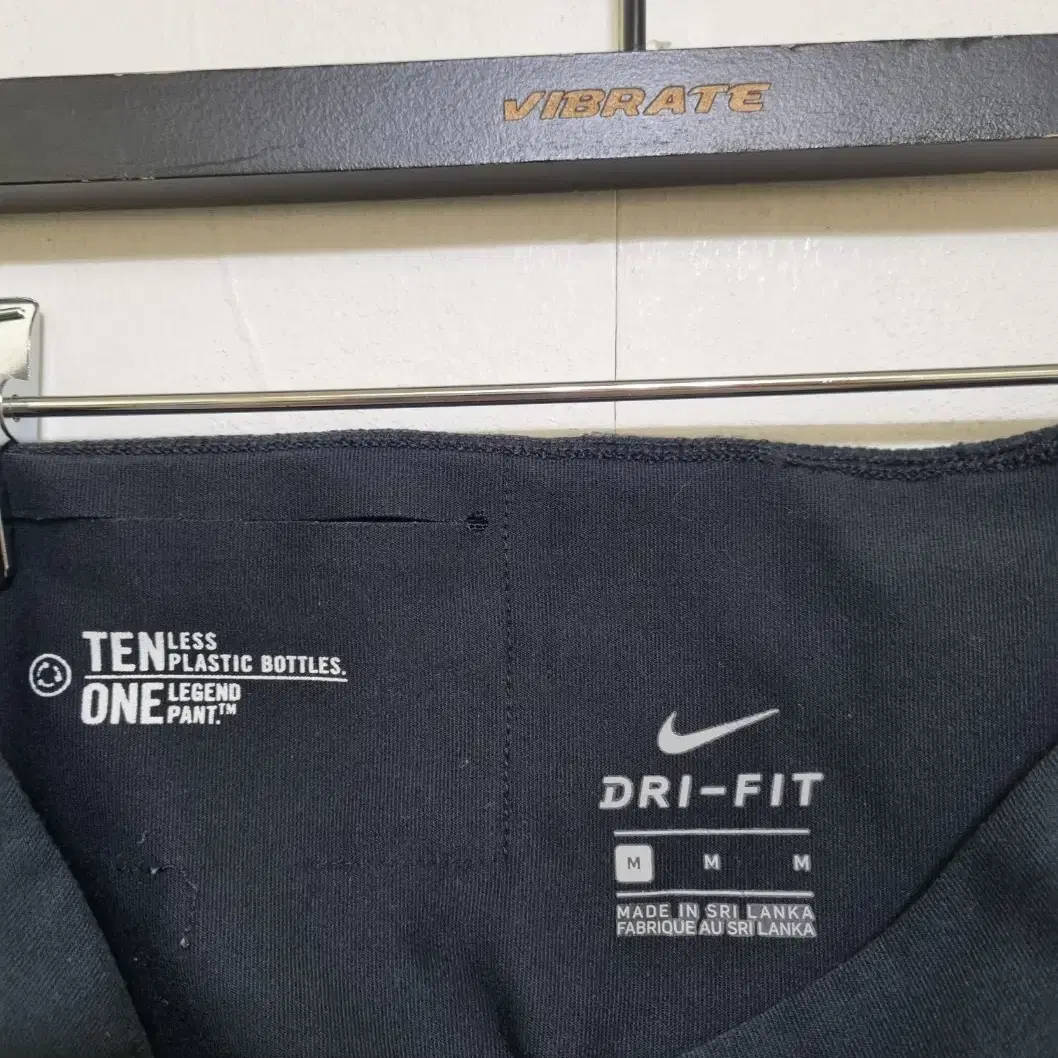 VIBRATE
TEN LESS
PLASTIC BOTTLES.
ONE LEGEND
PANT.™
DRI-FIT
M M M
MADE IN SRI LANKA
FABRIQUE AU SRI LANKA